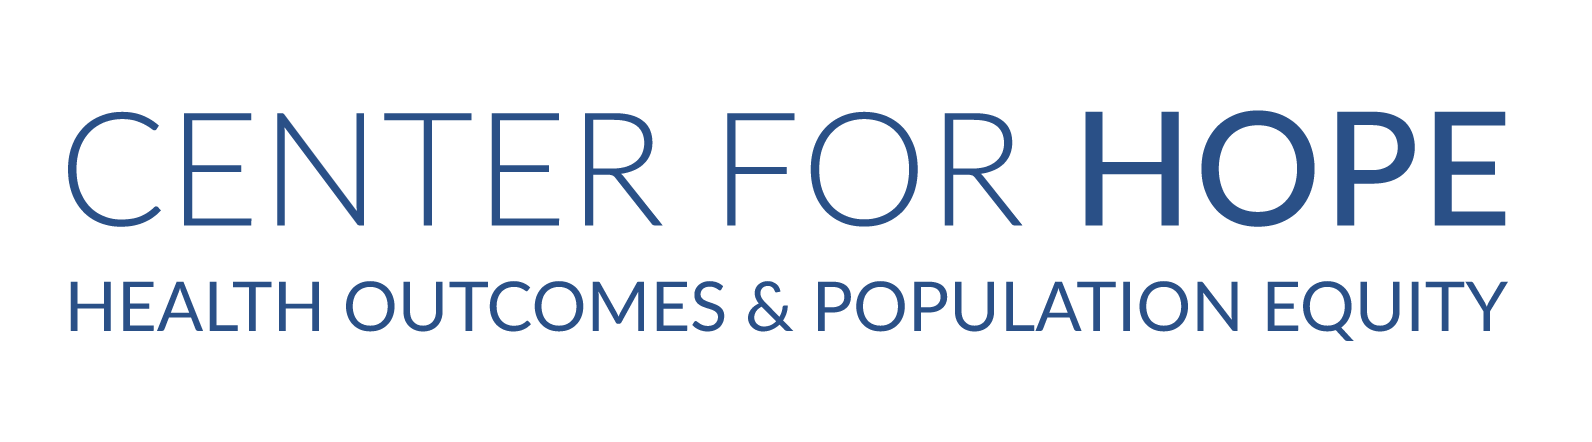 CENTER FOR HOPE
HEALTH OUTCOMES & POPULATION EQUITY